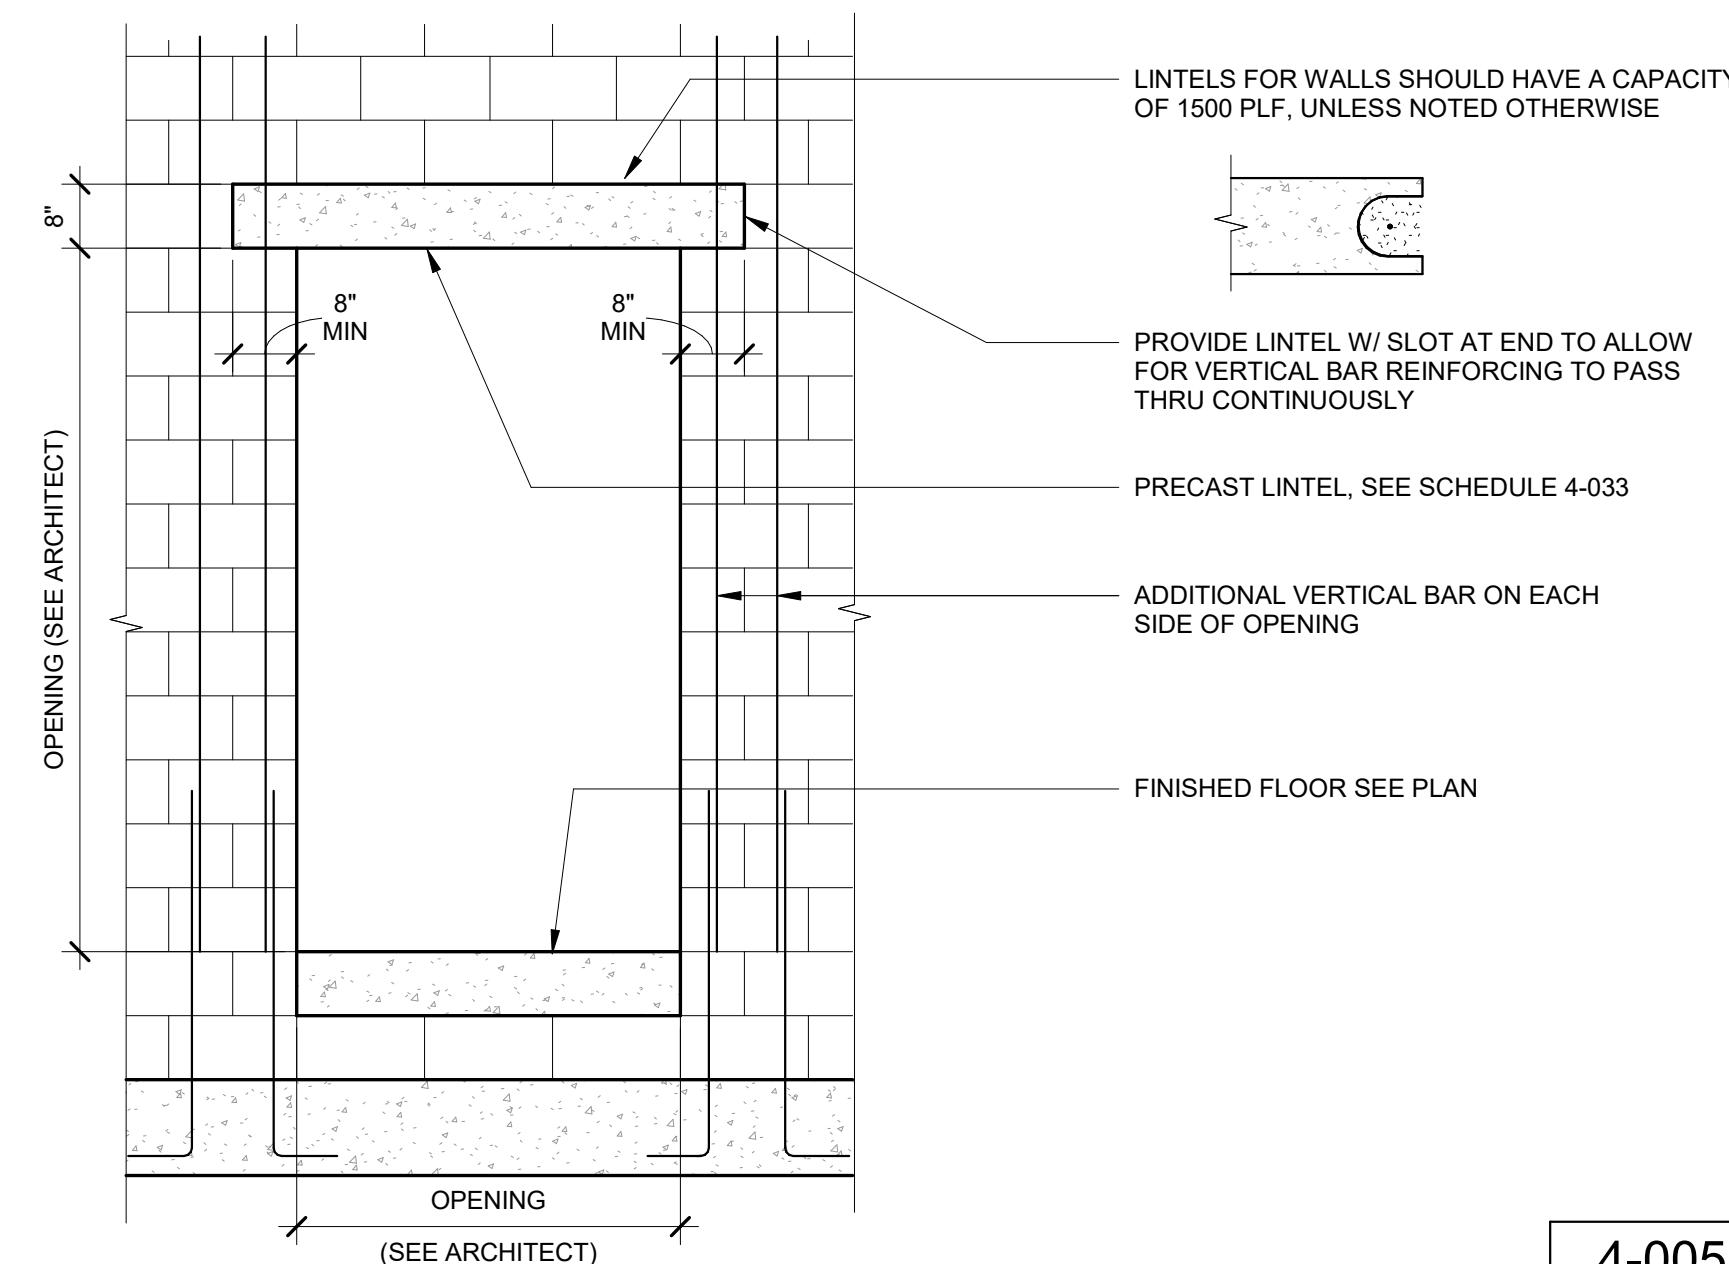 LINTELS FOR WALLS SHOULD HAVE A CAPACITY
OF 1500 PLF, UNLESS NOTED OTHERWISE
8"
8"
MIN
8"
MIN
PROVIDE LINTEL W/ SLOT AT END TO ALLOW
FOR VERTICAL BAR REINFORCING TO PASS
THRU CONTINUOUSLY
OPENING (SEE ARCHITECT)
PRECAST LINTEL, SEE SCHEDULE 4-033
ADDITIONAL VERTICAL BAR ON EACH
SIDE OF OPENING
FINISHED FLOOR SEE PLAN
OPENING
(SEE ARCHITECT)
4-005